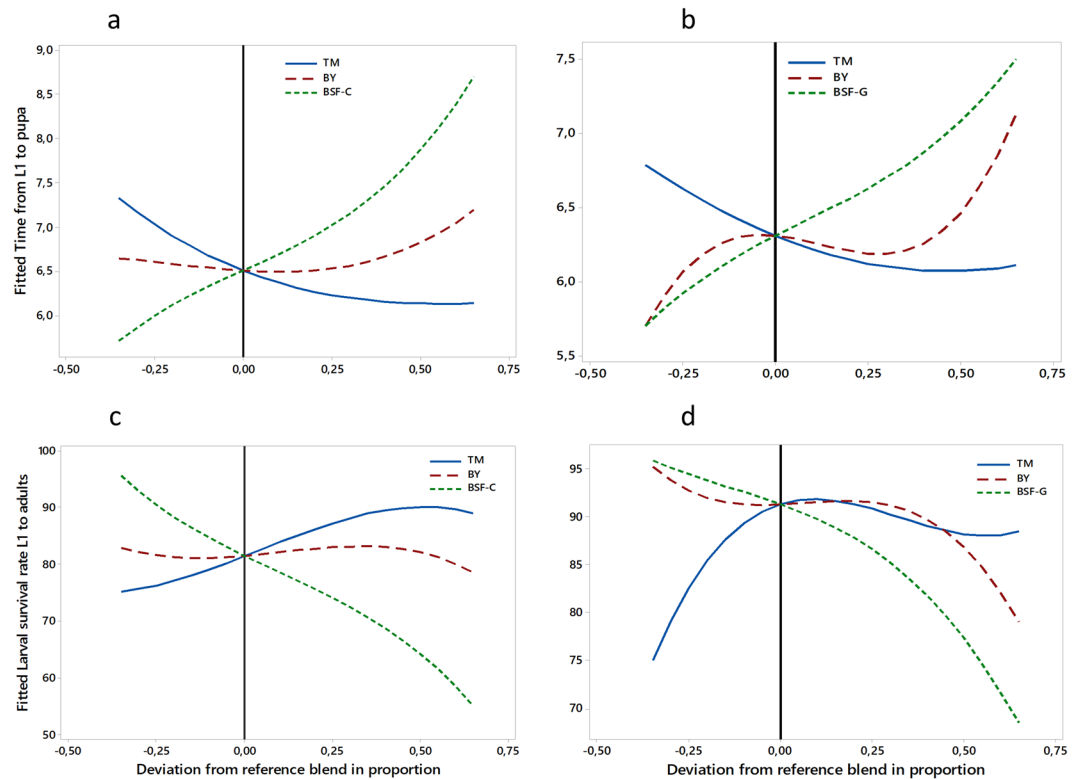 a
9,0
8,5
8,0
7,5
7,0
6,5
6,0
Fitted Time from L1 to pupa
TM
BY
BSF-C
-0,50
-0,25
0,00
0,25
0,50
0,75
b
7,5
7,0
6,5
6,0
5,5
TM
BY
BSF-G
-0,50
-0,25
0,00
0,25
0,50
0,75
c
100
90
80
70
60
50
Fitted Larval survival rate L1 to adults
TM
BY
BSF-C
-0,50
-0,25
0,00
0,25
0,50
0,75
Deviation from reference blend in proportion
d
95
90
85
80
75
70
TM
BY
BSF-G
-0,50
-0,25
0,00
0,25
0,50
0,75
Deviation from reference blend in proportion